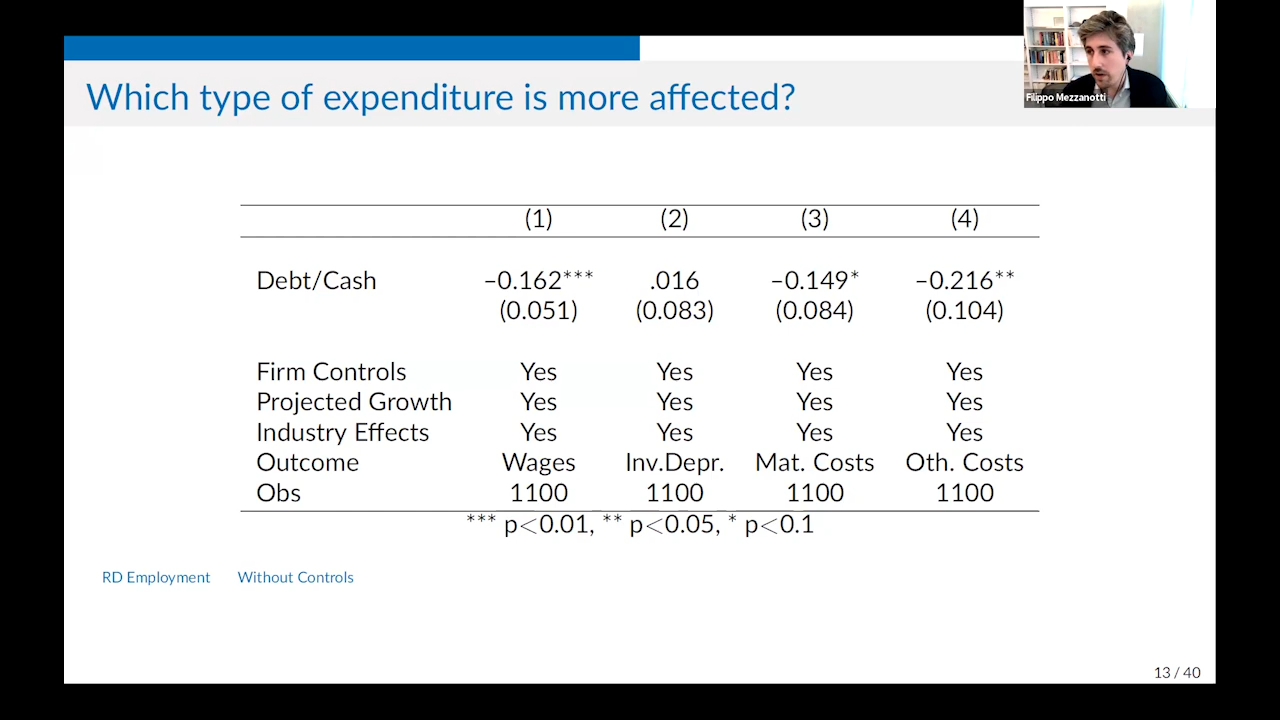 Which type of expenditure is more affected?
Filippo Mezzanotti
(1) (2) (3) (4)
Debt/Cash –0.162*** .016 –0.149* –0.216**
(0.051) (0.083) (0.084) (0.104)
Firm Controls Yes Yes Yes Yes
Projected Growth Yes Yes Yes Yes
Industry Effects Yes Yes Yes Yes
Outcome Wages Inv.Depr. Mat. Costs Oth. Costs
Obs 1100 1100 1100 1100
*** p<0.01, ** p<0.05, * p<0.1
RD Employment Without Controls
13 / 40